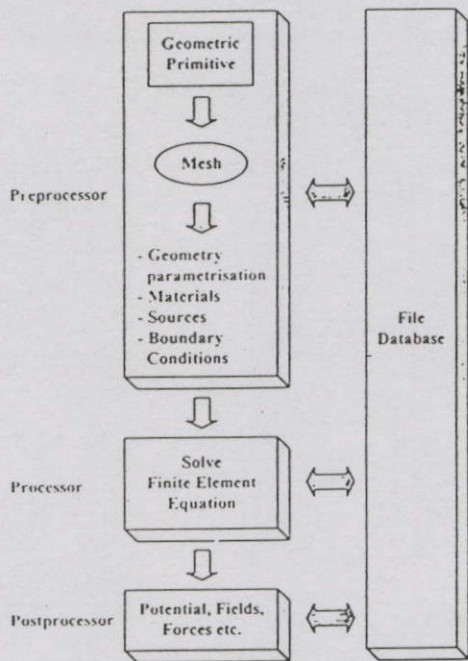 Geometric
Primitive
Mesh
Preprocessor
- Geometry
parametrisation
- Materials
- Sources
- Boundary
Conditions
File
Database
Solve
Finite Element
Equation
Processor
Potential, Fields,
Forces etc.
Postprocessor